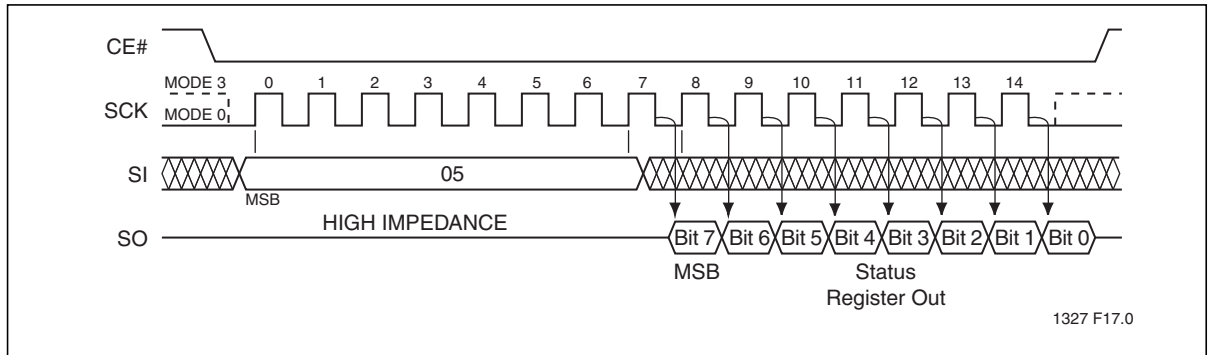 CE#
MODE 3 0 1 2 3 4 5 6 7 8 9 10 11 12 13 14
SCK
MODE 0
SI 05
MSB
HIGH IMPEDANCE
SO Bit 7 Bit 6 Bit 5 Bit 4 Bit 3 Bit 2 Bit 1 Bit 0
MSB Status
Register Out
1327 F17.0